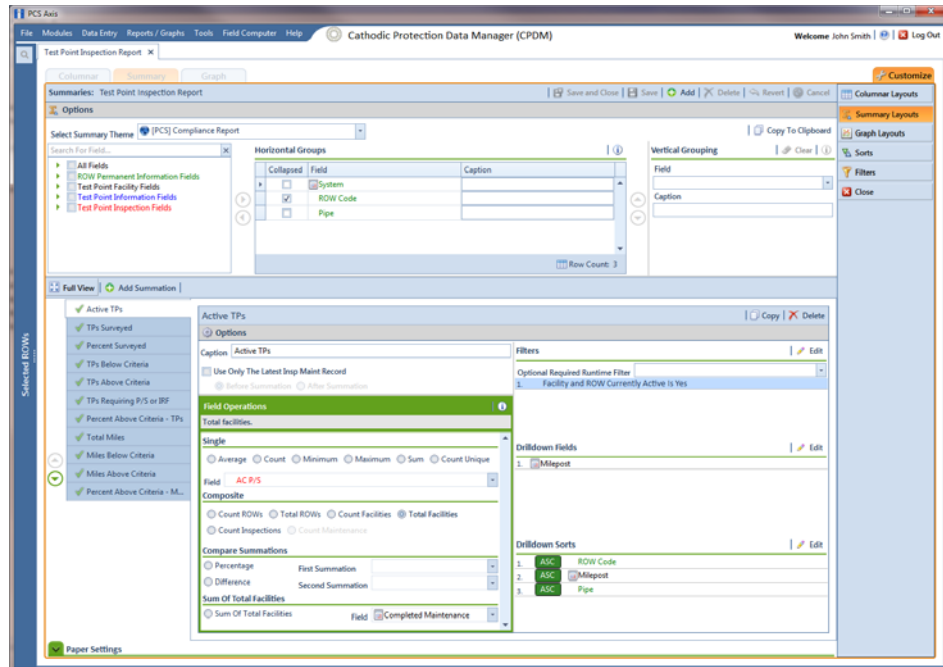 PCS Axis
File Modules Data Entry Reports / Graphs Tools Field Computer Help Cathodic Protection Data Manager (CPDM) Welcome John Smith Log Out
Test Point Inspection Report
Columnar Summary Graph Customize
Summaries: Test Point Inspection Report Save and Close Save Add Delete Revert Cancel
Columnar Layouts
Summary Layouts
Graph Layouts
Sorts
Filters
Close
Options
Select Summary Theme [PCS] Compliance Report Copy To Clipboard
Search For Field...
All Fields
ROW Permanent Information Fields
Test Point Facility Fields
Test Point Information Fields
Test Point Inspection Fields
Horizontal Groups
Collapsed Field Caption
System
ROW Code
Pipe
Row Count: 3
Vertical Grouping Clear
Field
Caption
Selected ROWs
Full View Add Summation
Active TPs
TPs Surveyed
Percent Surveyed
TPs Below Criteria
TPs Above Criteria
TPs Requiring P/S or IRF
Percent Above Criteria - TPs
Total Miles
Miles Below Criteria
Miles Above Criteria
Percent Above Criteria - M...
Active TPs Copy Delete
Options
Caption Active TPs
Use Only The Latest Insp Maint Record
Before Summation After Summation
Field Operations
Total facilities.
Single
Average Count Minimum Maximum Sum Count Unique
Field AC P/S
Composite
Count ROWs Total ROWs Count Facilities Total Facilities
Count Inspections Count Maintenance
Compare Summations
Percentage First Summation
Difference Second Summation
Sum Of Total Facilities
Sum Of Total Facilities Field Completed Maintenance
Filters Edit
Optional Required Runtime Filter
1. Facility and ROW Currently Active Is Yes
Drilldown Fields Edit
1. Milepost
Drilldown Sorts Edit
1. ASC ROW Code
2. ASC Milepost
3. ASC Pipe
Paper Settings